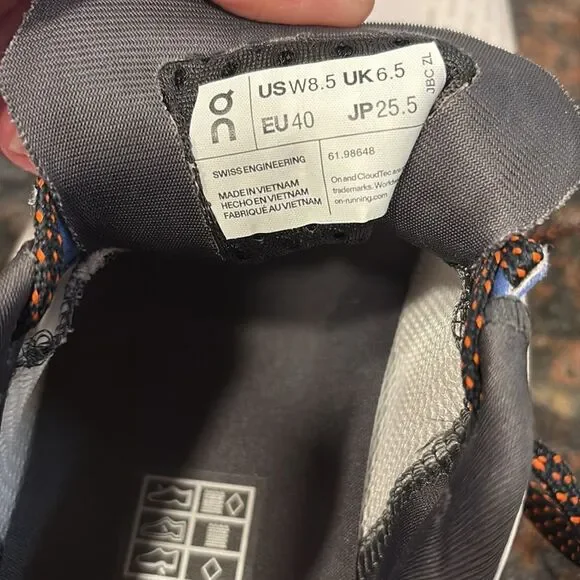 on
US W8.5 UK 6.5
EU 40 JP 25.5
JBC ZL
SWISS ENGINEERING
61.98648
MADE IN VIETNAM
HECHO EN VIETNAM
FABRIQUÉ AU VIETNAM
On and CloudTec are
trademarks.
on-running.com.